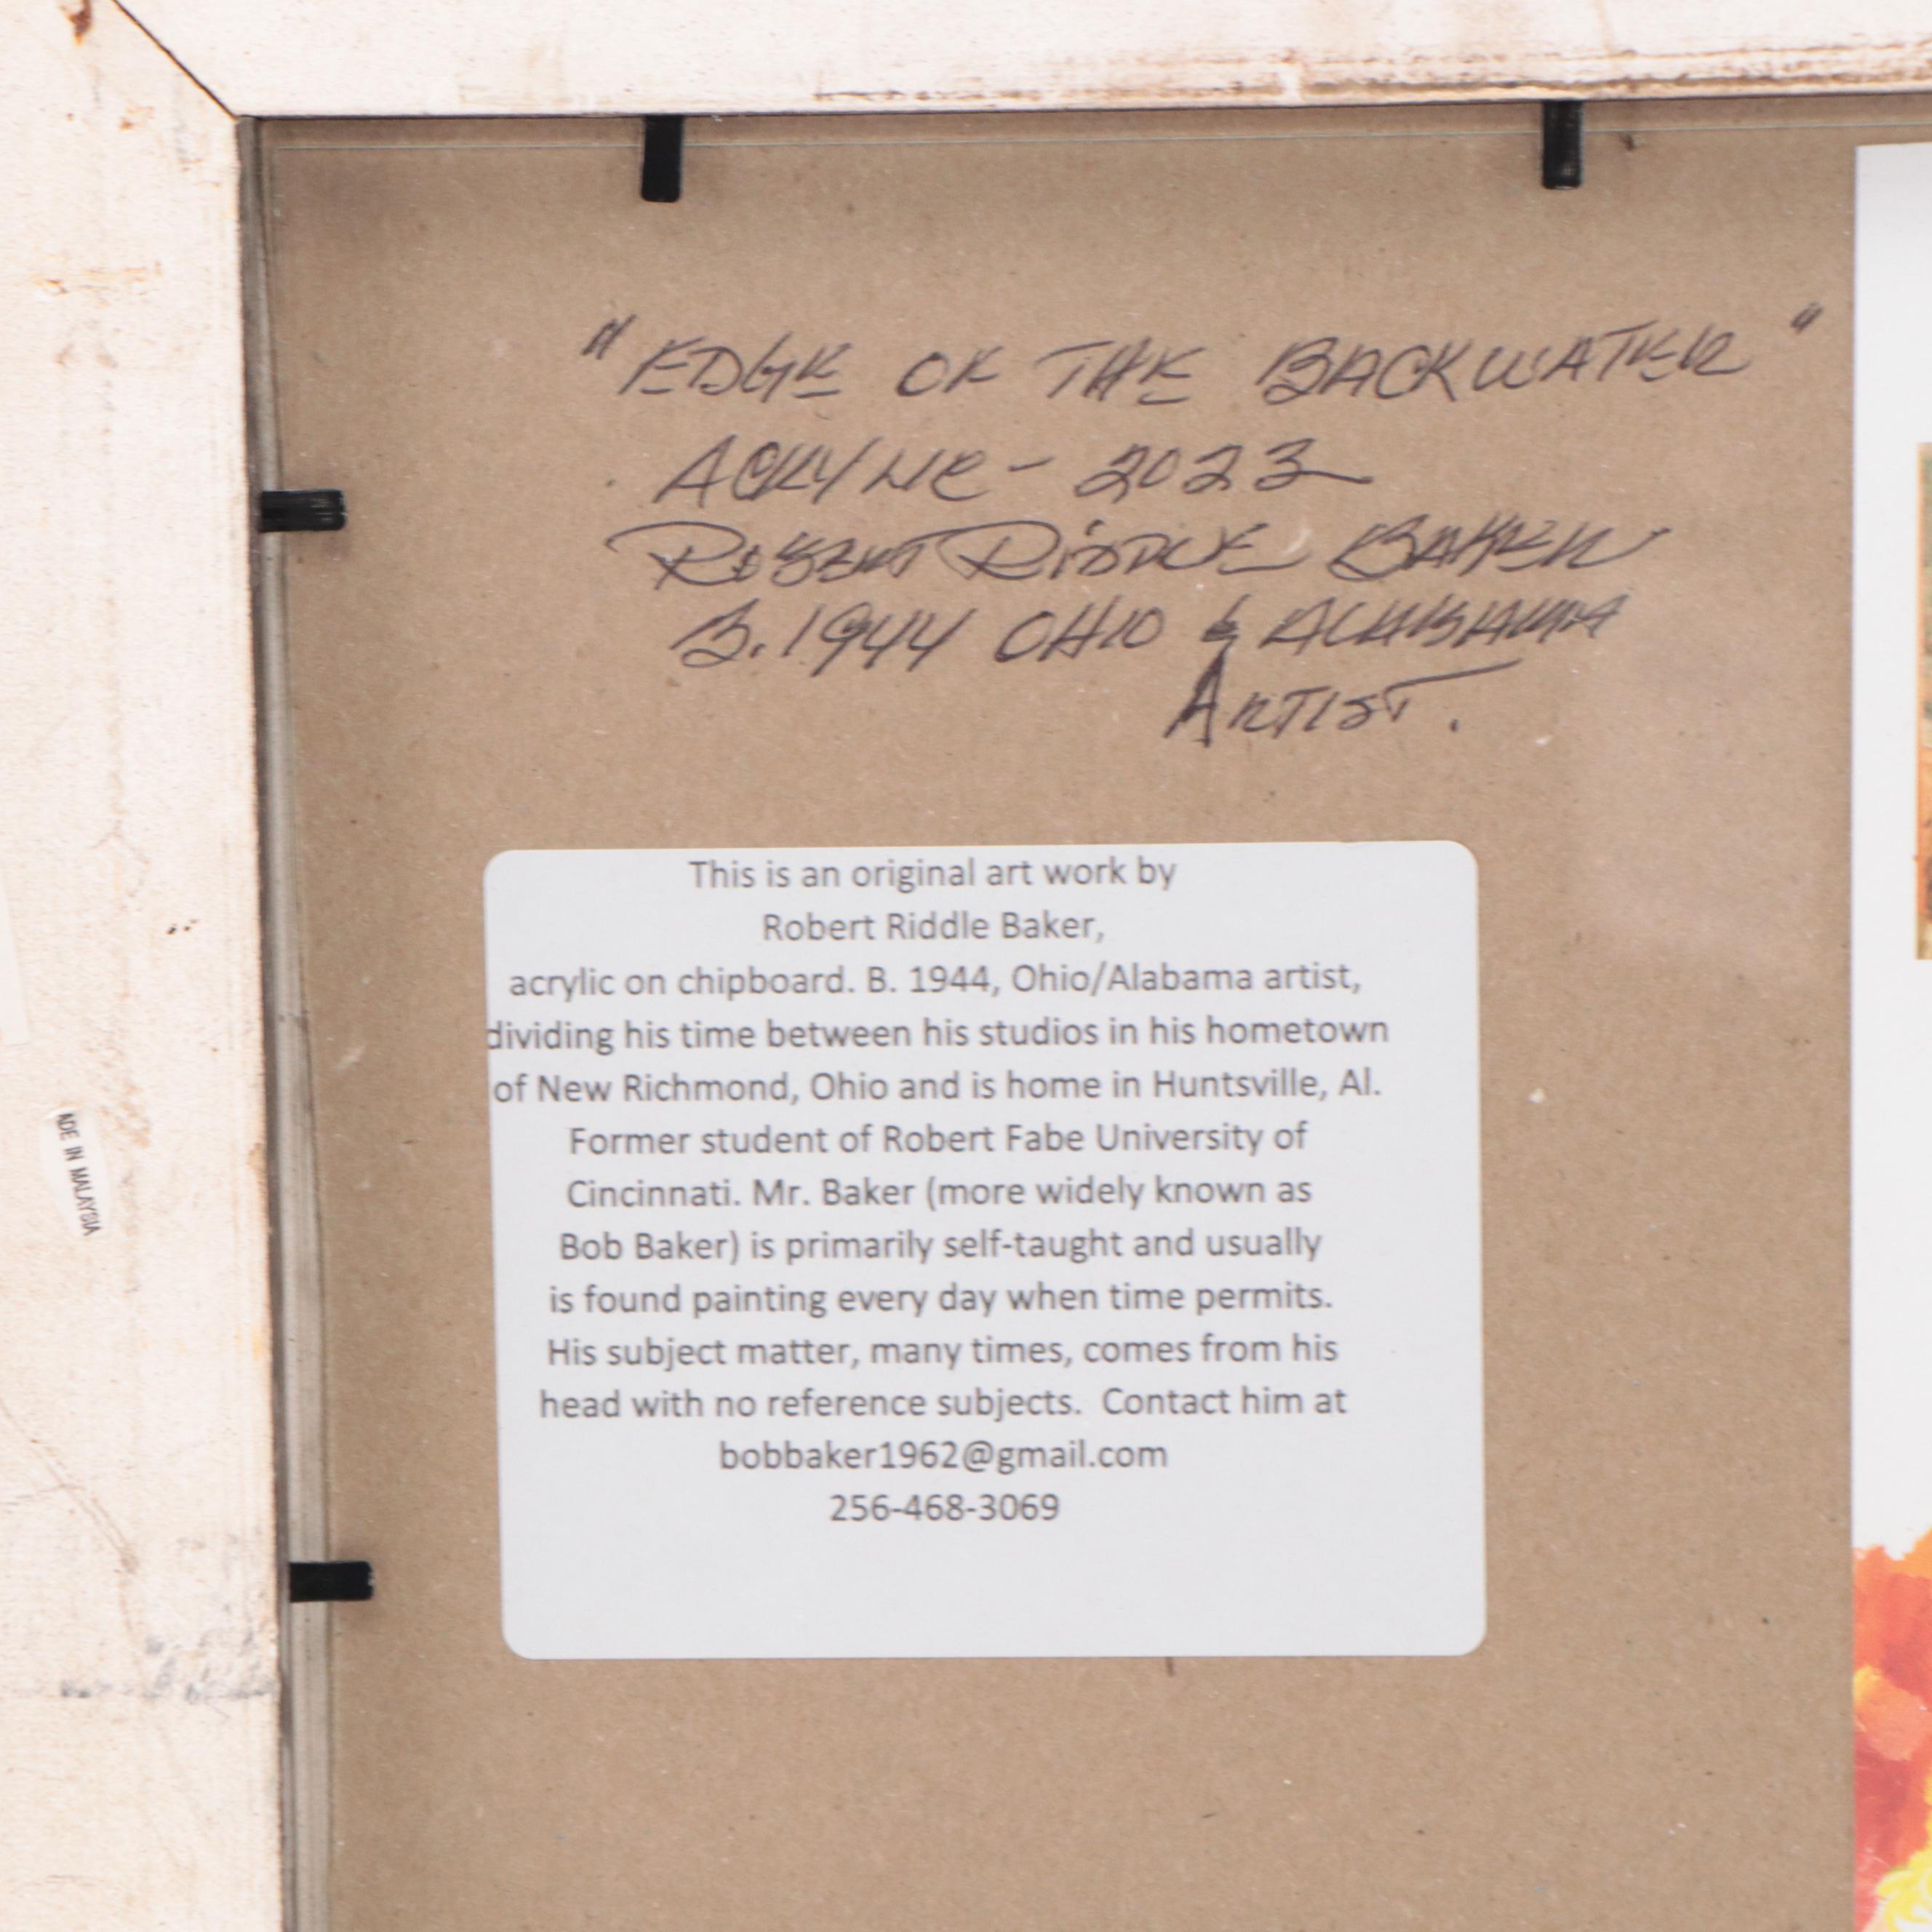 "EDGE OF THE BACKWATER"
ACRYLIC - 2023
ROBERT RIDDLE BAKER
B. 1944 OHIO & ALABAMA
ARTIST.
This is an original art work by
Robert Riddle Baker,
acrylic on chipboard. B. 1944, Ohio/Alabama artist,
dividing his time between his studios in his hometown
of New Richmond, Ohio and is home in Huntsville, Al.
Former student of Robert Fabe University of
Cincinnati. Mr. Baker (more widely known as
Bob Baker) is primarily self-taught and usually
is found painting every day when time permits.
His subject matter, many times, comes from his
head with no reference subjects.  Contact him at
bobbaker1962@gmail.com
256-468-3069
ADE IN MALAYSIA